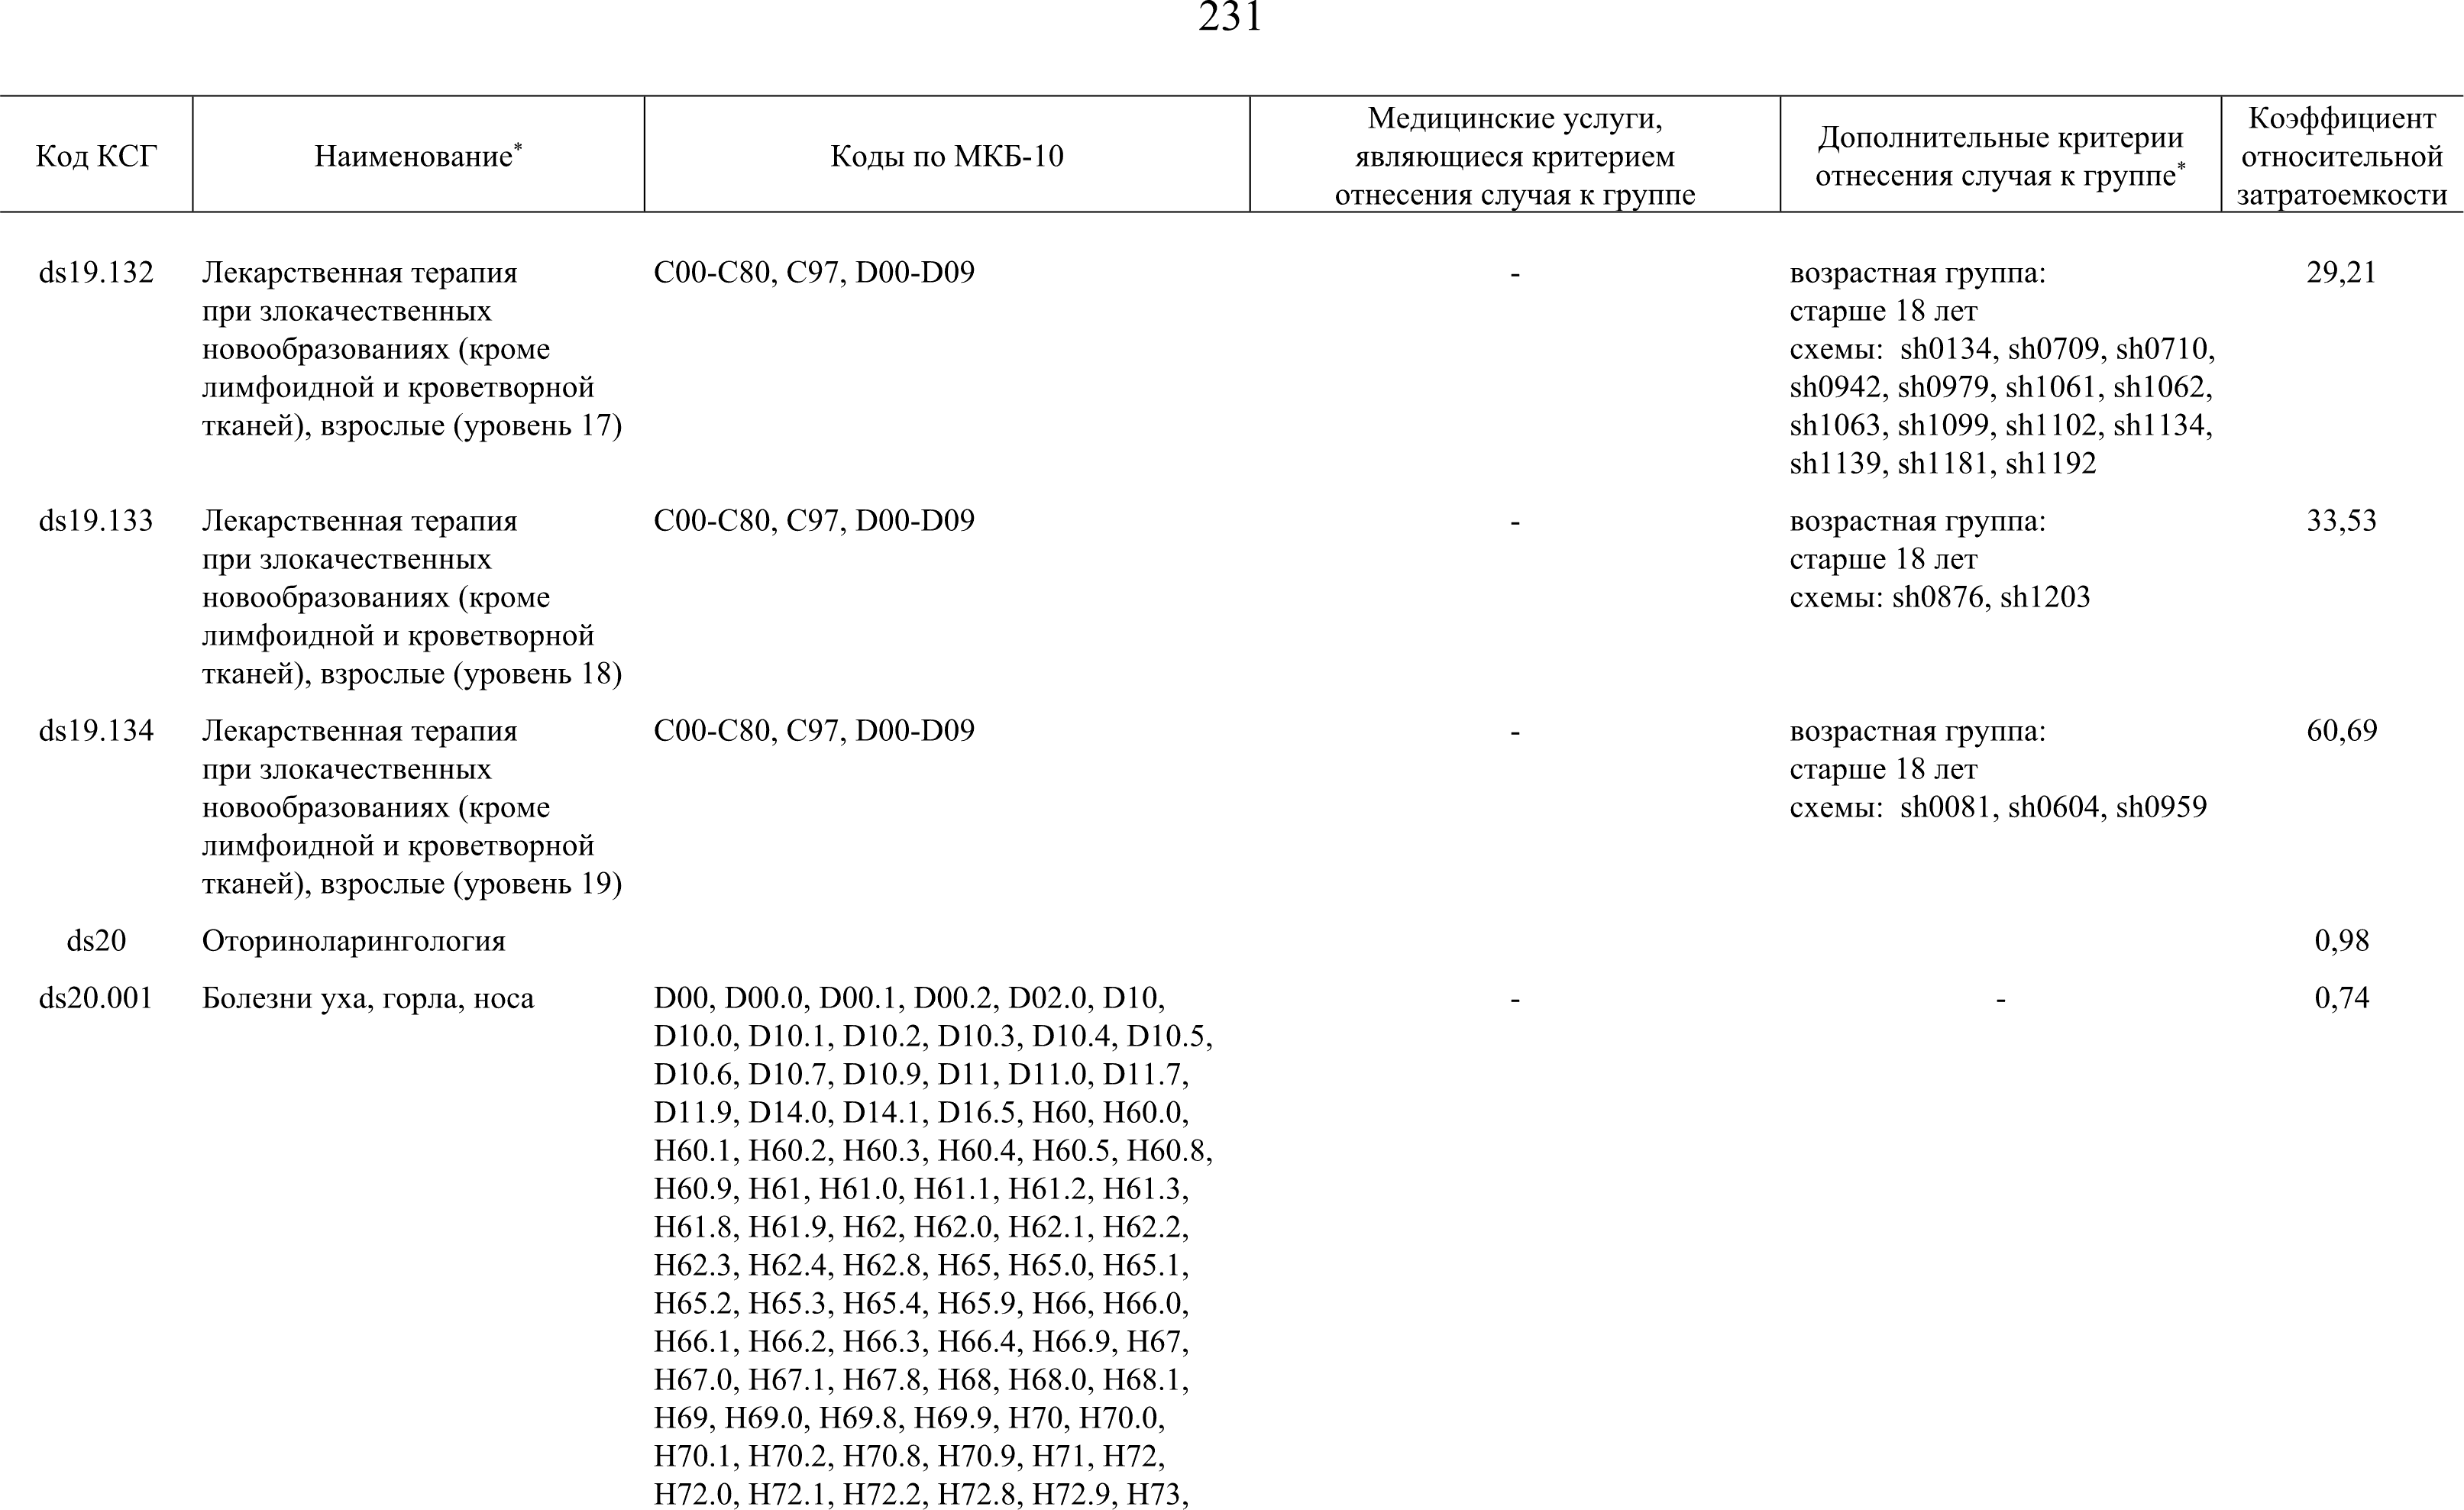 231
Код КСГ
Наименование*
Коды по МКБ-10
Медицинские услуги,
являющиеся критерием
отнесения случая к группе
Дополнительные критерии
отнесения случая к группе*
Коэффициент
относительной
затратоемкости
ds19.132
Лекарственная терапия
при злокачественных
новообразованиях (кроме
лимфоидной и кроветворной
тканей), взрослые (уровень 17)
C00-C80, C97, D00-D09
-
возрастная группа:
старше 18 лет
схемы: sh0134, sh0709, sh0710,
sh0942, sh0979, sh1061, sh1062,
sh1063, sh1099, sh1102, sh1134,
sh1139, sh1181, sh1192
29,21
ds19.133
Лекарственная терапия
при злокачественных
новообразованиях (кроме
лимфоидной и кроветворной
тканей), взрослые (уровень 18)
C00-C80, C97, D00-D09
-
возрастная группа:
старше 18 лет
схемы: sh0876, sh1203
33,53
ds19.134
Лекарственная терапия
при злокачественных
новообразованиях (кроме
лимфоидной и кроветворной
тканей), взрослые (уровень 19)
C00-C80, C97, D00-D09
-
возрастная группа:
старше 18 лет
схемы: sh0081, sh0604, sh0959
60,69
ds20
Оториноларингология
0,98
ds20.001
Болезни уха, горла, носа
D00, D00.0, D00.1, D00.2, D02.0, D10,
D10.0, D10.1, D10.2, D10.3, D10.4, D10.5,
D10.6, D10.7, D10.9, D11, D11.0, D11.7,
D11.9, D14.0, D14.1, D16.5, H60, H60.0,
H60.1, H60.2, H60.3, H60.4, H60.5, H60.8,
H60.9, H61, H61.0, H61.1, H61.2, H61.3,
H61.8, H61.9, H62, H62.0, H62.1, H62.2,
H62.3, H62.4, H62.8, H65, H65.0, H65.1,
H65.2, H65.3, H65.4, H65.9, H66, H66.0,
H66.1, H66.2, H66.3, H66.4, H66.9, H67,
H67.0, H67.1, H67.8, H68, H68.0, H68.1,
H69, H69.0, H69.8, H69.9, H70, H70.0,
H70.1, H70.2, H70.8, H70.9, H71, H72,
H72.0, H72.1, H72.2, H72.8, H72.9, H73,
-
-
0,74